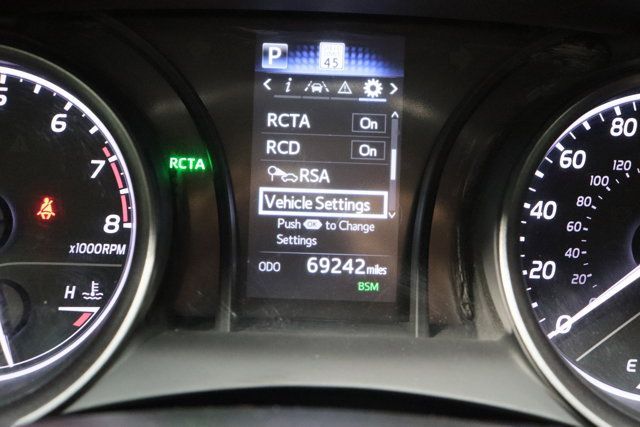 P SPEED LIMIT 45
i
RCTA On
RCD On
RSA
Vehicle Settings
Push OK to Change
Settings
ODO 69242 miles
BSM
RCTA
5
6
7
8
x1000RPM
H
0
20
40
60
80
20
40
60
80
100
120
E